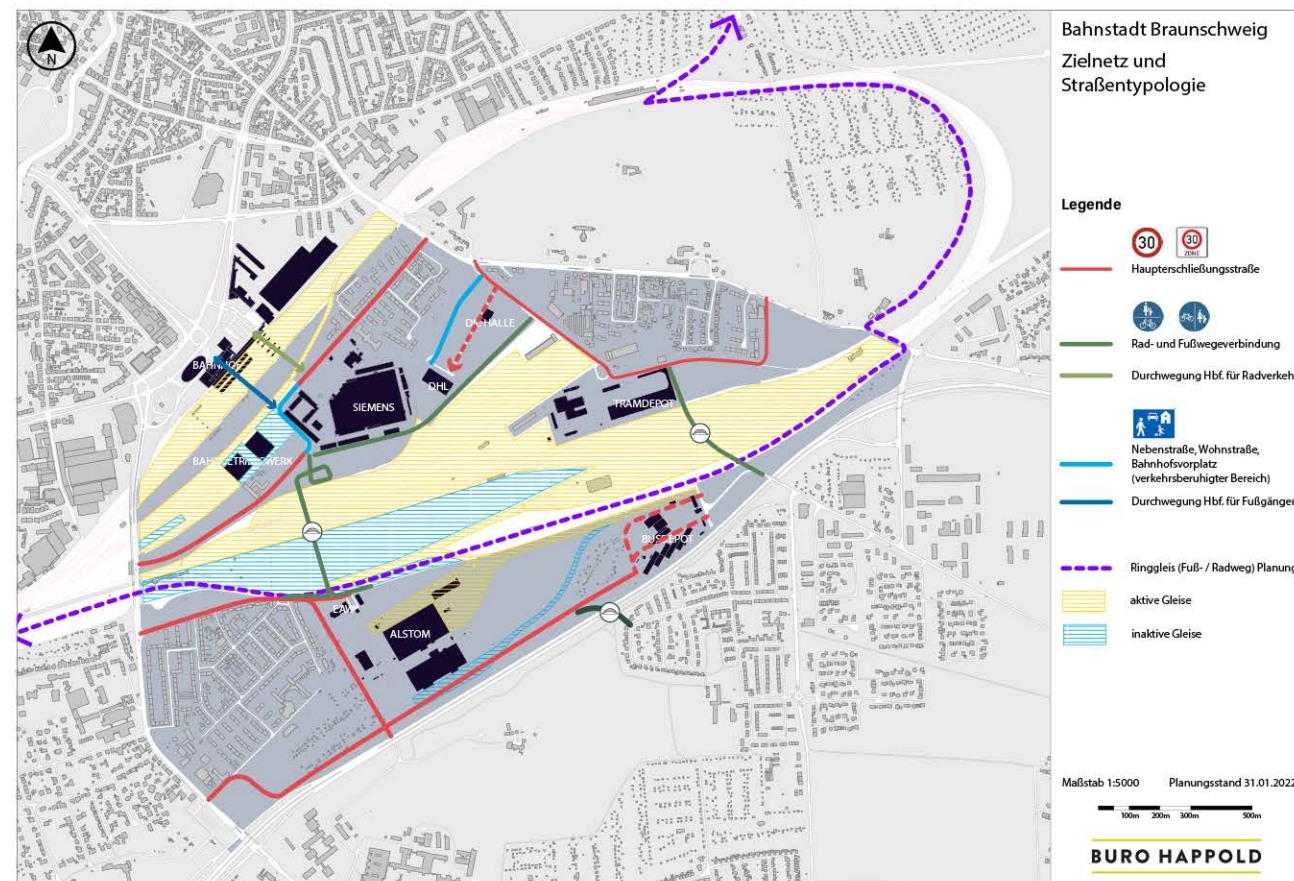 Bahnstadt Braunschweig
Zielnetz und
Straßentypologie
Legende
30
30
ZONE
Haupterschließungsstraße
Rad- und Fußwegeverbindung
Durchwegung Hbf. für Radverkeh
Nebenstraße, Wohnstraße,
Bahnhofsvorplatz
(verkehrsberuhigter Bereich)
Durchwegung Hbf. für Fußgänger
Ringgleis (Fuß- / Radweg) Planung
aktive Gleise
inaktive Gleise
Maßstab 1:5000 Planungsstand 31.01.2022
100m 200m 300m 500m
BURO HAPPOLD
N
DHL
SIEMENS
TRAMDEPOT
EAW
ALSTOM